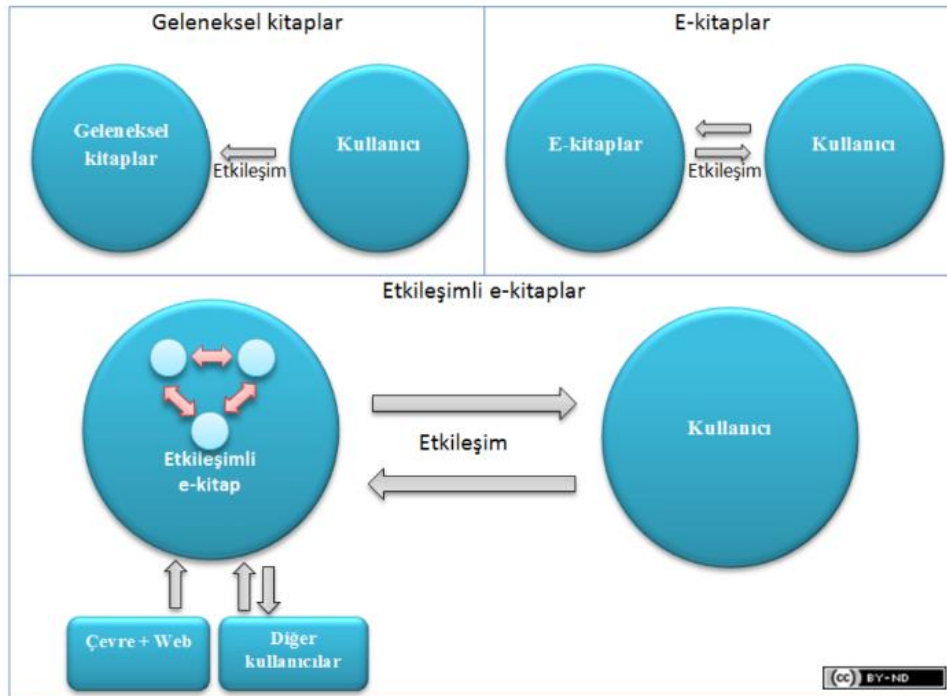 Geleneksel kitaplar
Geleneksel
kitaplar
Kullanıcı
Etkileşim
E-kitaplar
E-kitaplar
Kullanıcı
Etkileşim
Etkileşimli e-kitaplar
Etkileşimli
e-kitap
Etkileşim
Kullanıcı
Çevre + Web
Diğer
kullanıcılar
(cc) BY-ND